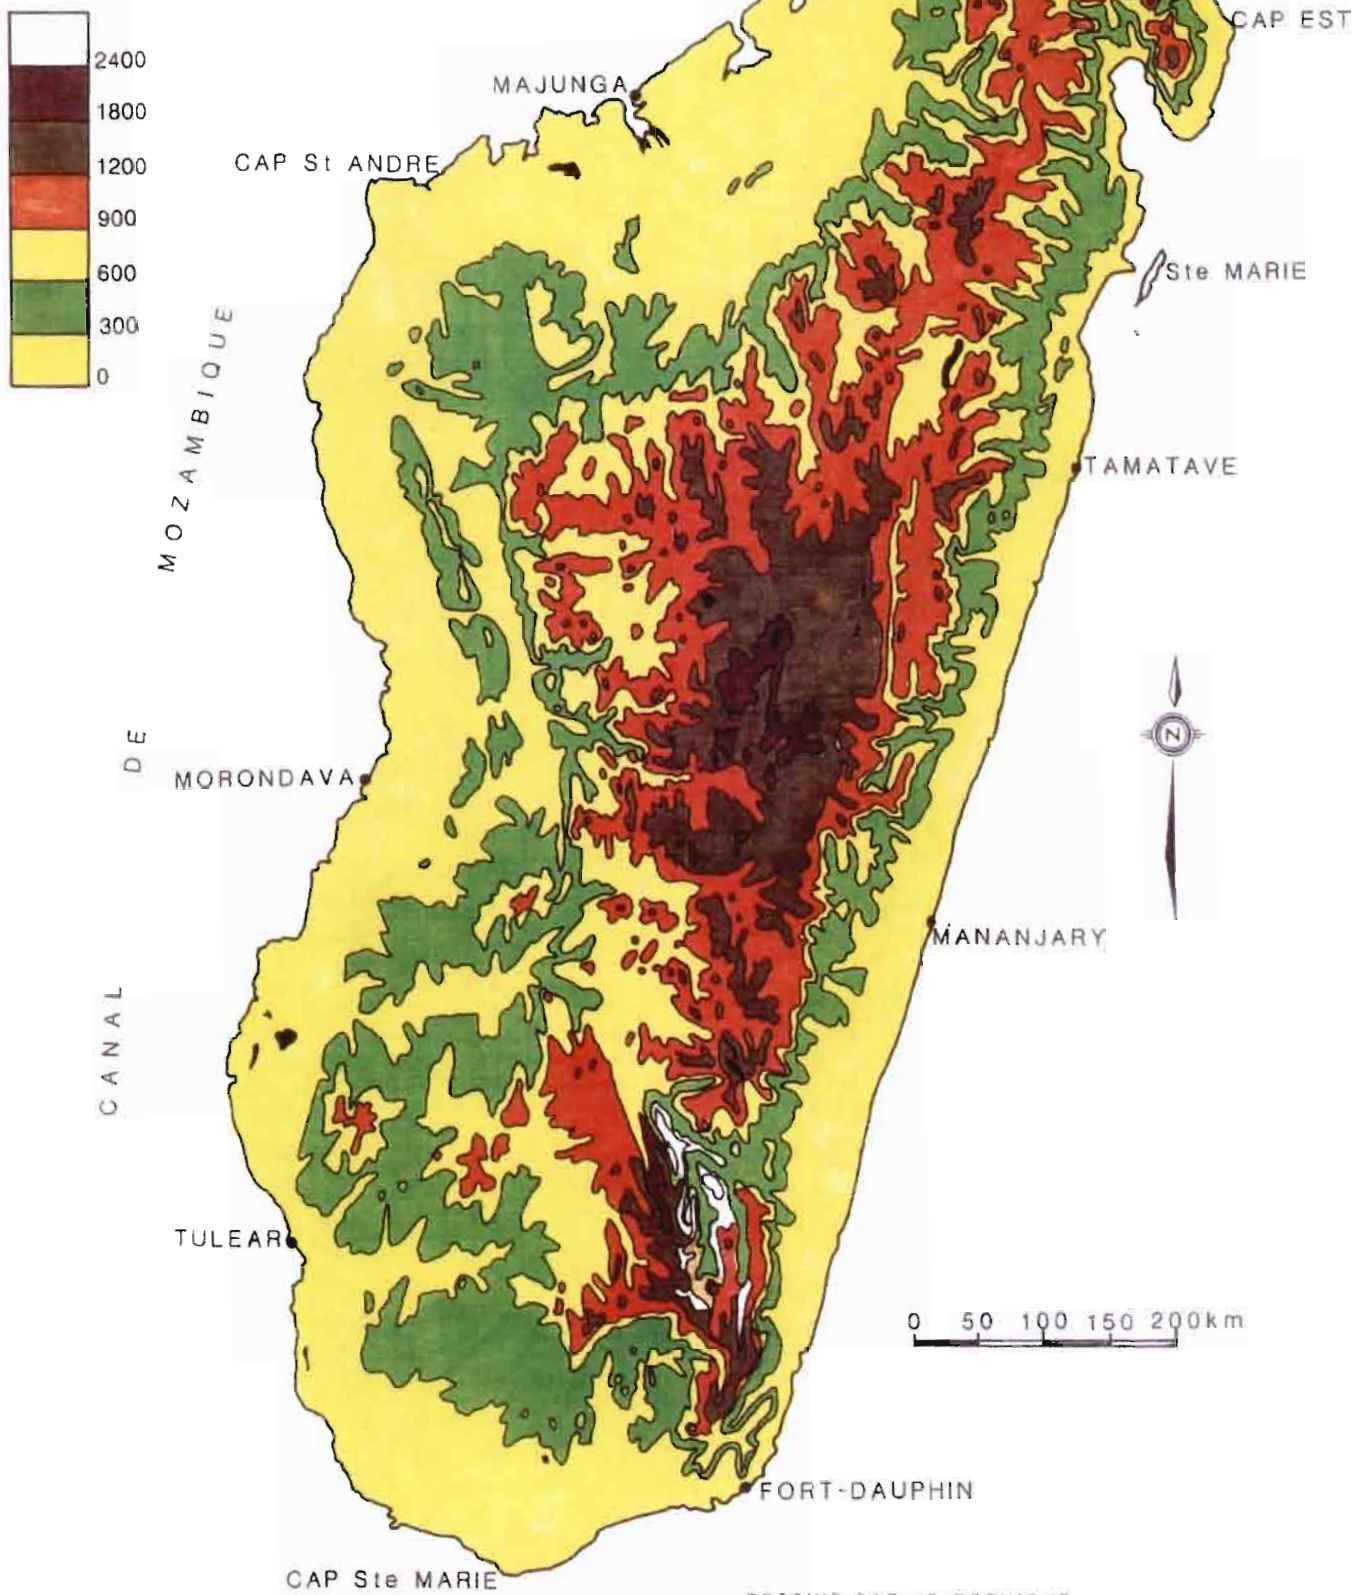 CAP EST
2400
1800
1200
900
600
300
0
MAJUNGA
CAP St ANDRE
Ste MARIE
CANAL DE MOZAMBIQUE
TAMATAVE
N
MORONDAVA
MANANJARY
TULEAR
0 50 100 150 200km
FORT-DAUPHIN
CAP Ste MARIE